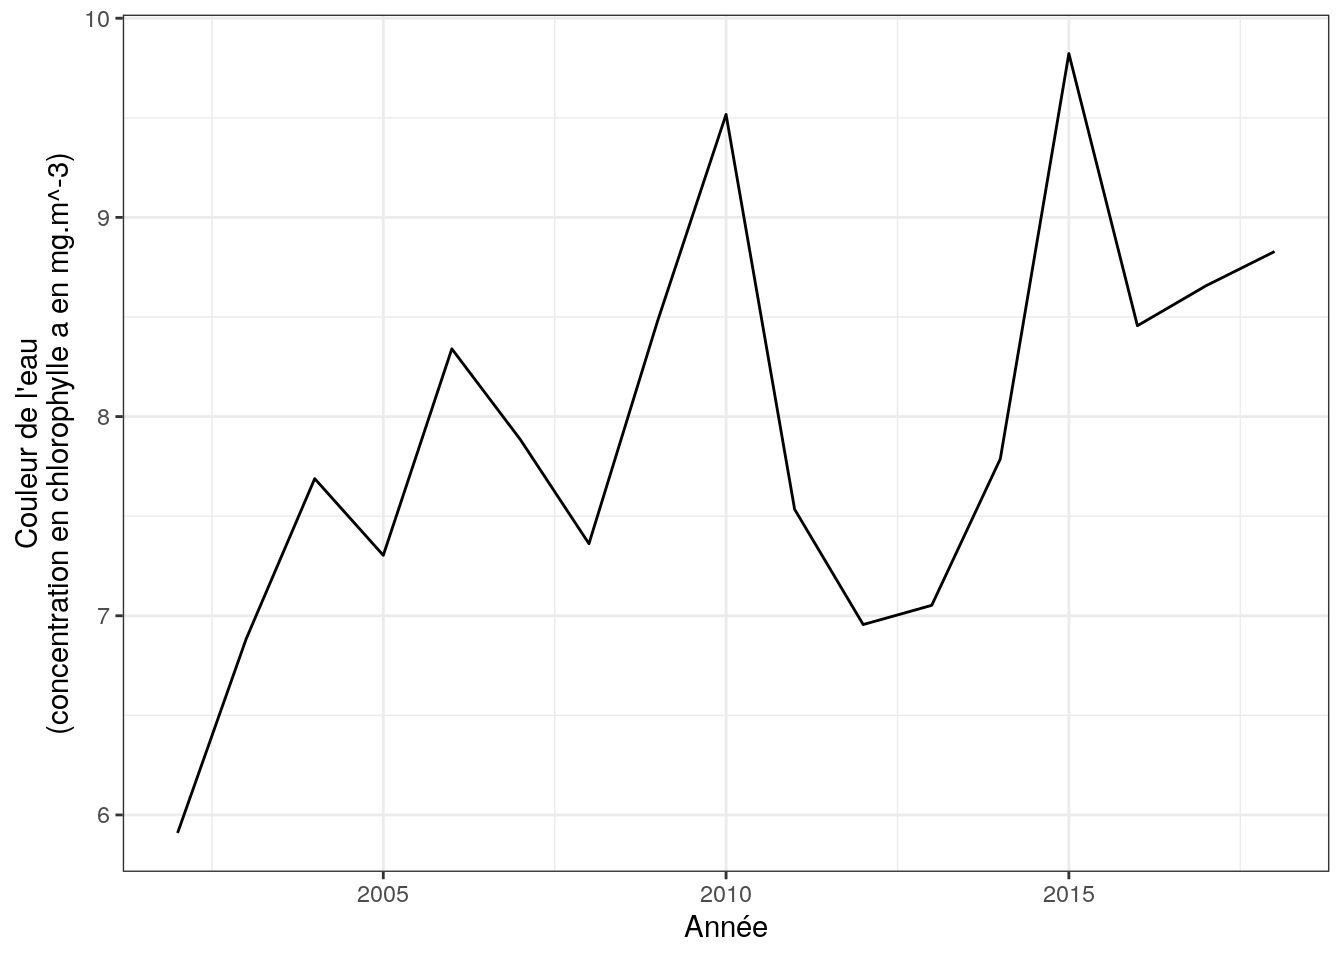 Couleur de l'eau
(concentration en chlorophylle a en mg.m^-3)
10
9
8
7
6
2005
2010
2015
Année